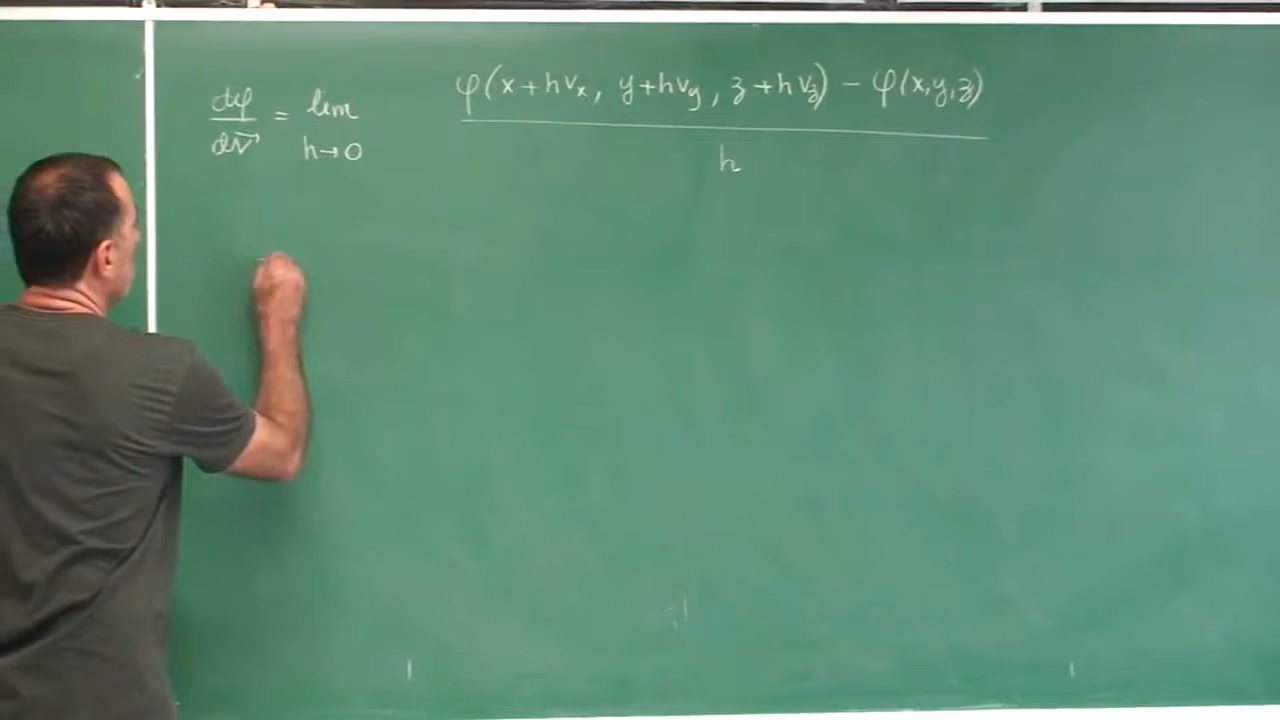 dφ/dv⃗ = lim h→0 φ(x+hvₓ, y+hv_y, z+hv_z) − φ(x,y,z) / h